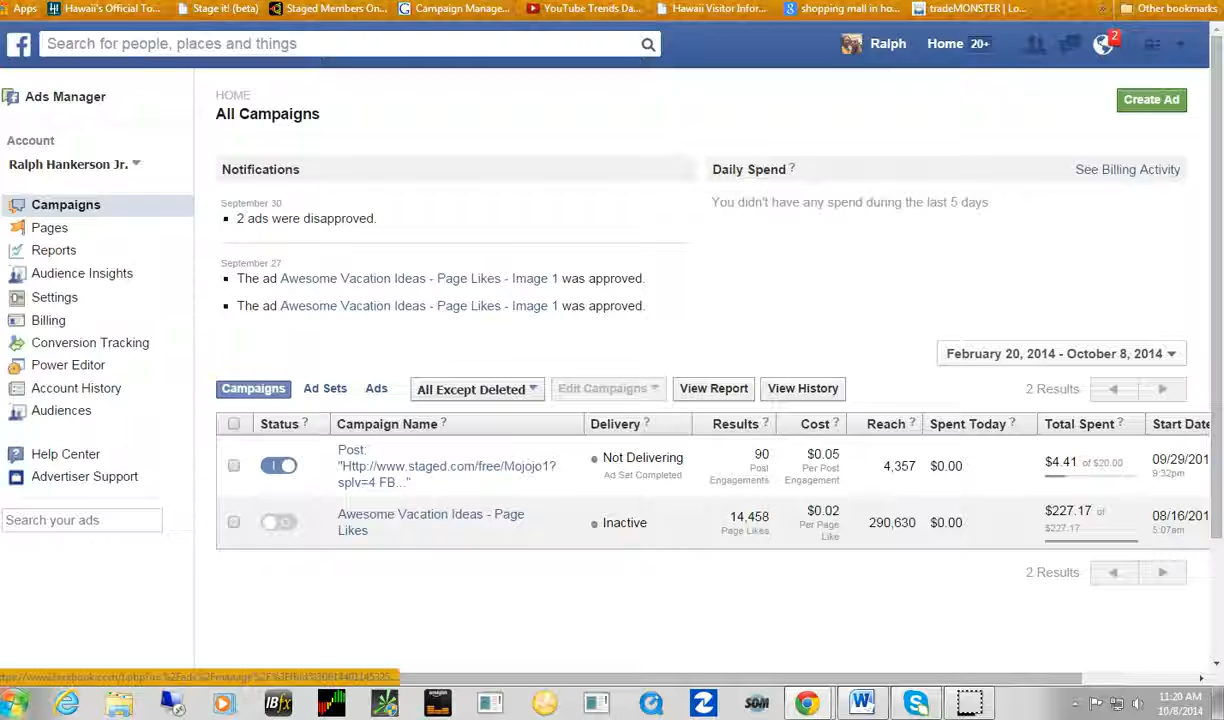 Apps Hawaii's Official To... Stage it! (beta) Staged Members On... Campaign Manage... YouTube Trends Da... Hawaii Visitor Infor... shopping mall in ho... tradeMONSTER | Lo... » Other bookmarks
Search for people, places and things
Ralph Home 20+ 2
Ads Manager
Account
Ralph Hankerson Jr.
Campaigns
Pages
Reports
Audience Insights
Settings
Billing
Conversion Tracking
Power Editor
Account History
Audiences
Help Center
Advertiser Support
Search your ads
HOME
All Campaigns
Create Ad
Notifications
September 30
2 ads were disapproved.
September 27
The ad Awesome Vacation Ideas - Page Likes - Image 1 was approved.
The ad Awesome Vacation Ideas - Page Likes - Image 1 was approved.
Daily Spend ? See Billing Activity
You didn't have any spend during the last 5 days
February 20, 2014 - October 8, 2014
Campaigns Ad Sets Ads All Except Deleted Edit Campaigns View Report View History 2 Results
Status ? Campaign Name ? Delivery ? Results ? Cost ? Reach ? Spent Today ? Total Spent ? Start Date
Post:
"Http://www.staged.com/free/Mojojo1?
splv=4 FB..."
Not Delivering
Ad Set Completed
90
Post
Engagements
$0.05
Per Post
Engagement
4,357
$0.00
$4.41 of $20.00
09/29/201
9:32pm
Awesome Vacation Ideas - Page
Likes
Inactive
14,458
Page Likes
$0.02
Per Page
Like
290,630
$0.00
$227.17 of
$227.17
08/16/201
5:07am
2 Results
IBfx
amazon
Z
SOM
W
S
11:20 AM
10/8/2014